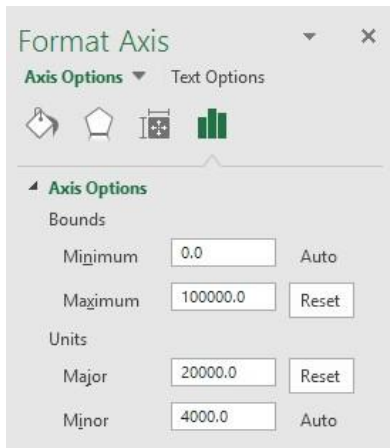 Format Axis
Axis Options Text Options
Axis Options
Bounds
Minimum 0.0 Auto
Maximum 100000.0 Reset
Units
Major 20000.0 Reset
Minor 4000.0 Auto